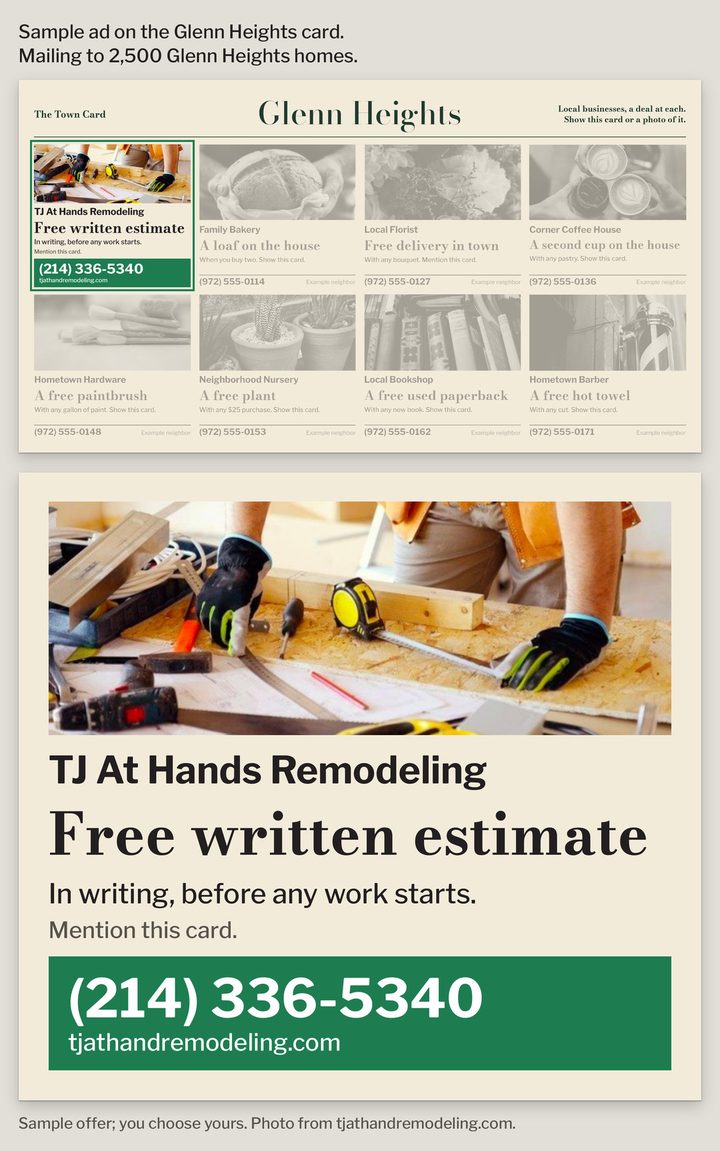 Sample ad on the Glenn Heights card.
Mailing to 2,500 Glenn Heights homes.
The Town Card
Glenn Heights
Local businesses, a deal at each.
Show this card or a photo of it.
TJ At Hands Remodeling
Free written estimate
In writing, before any work starts.
Mention this card.
(214) 336-5340
tjathandremodeling.com
Family Bakery
A loaf on the house
When you buy two. Show this card.
(972) 555-0114
Example neighbor
Local Florist
Free delivery in town
With any bouquet. Mention this card.
(972) 555-0127
Example neighbor
Corner Coffee House
A second cup on the house
With any pastry. Show this card.
(972) 555-0136
Example neighbor
Hometown Hardware
A free paintbrush
With any gallon of paint. Show this card.
(972) 555-0148
Example neighbor
Neighborhood Nursery
A free plant
With any $25 purchase. Show this card.
(972) 555-0153
Example neighbor
Local Bookshop
A free used paperback
With any new book. Show this card.
(972) 555-0162
Example neighbor
Hometown Barber
A free hot towel
With any cut. Show this card.
(972) 555-0171
Example neighbor
TJ At Hands Remodeling
Free written estimate
In writing, before any work starts.
Mention this card.
(214) 336-5340
tjathandremodeling.com
Sample offer; you choose yours. Photo from tjathandremodeling.com.